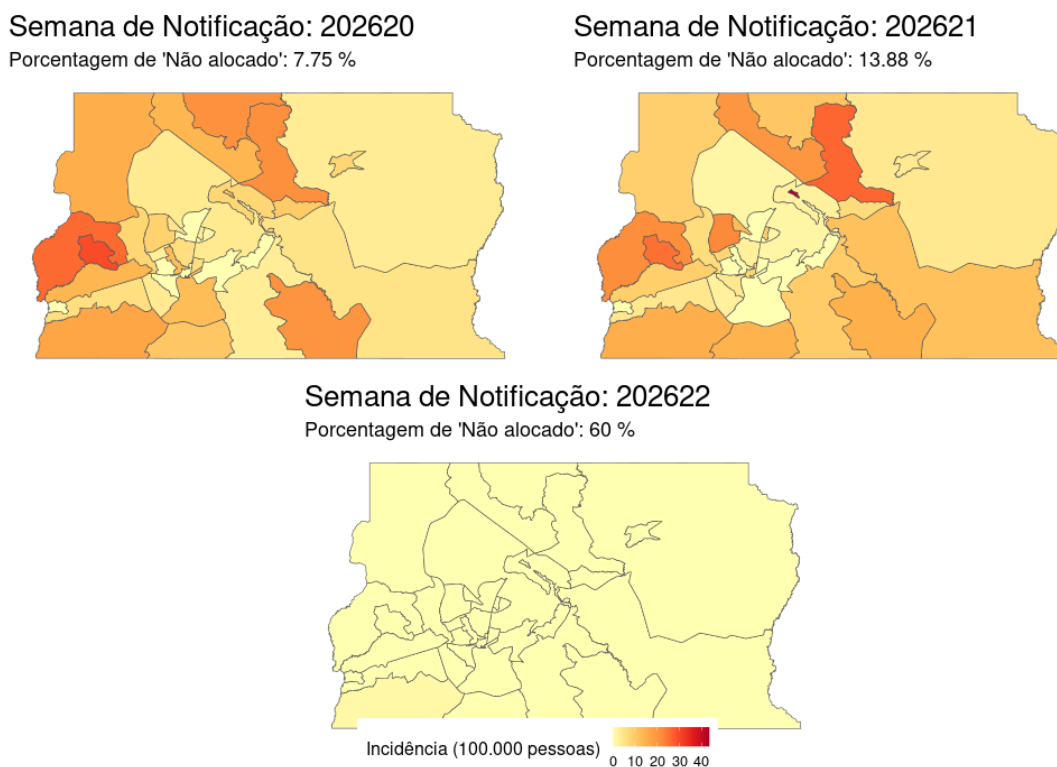 Semana de Notificação: 202620
Porcentagem de 'Não alocado': 7.75 %
Semana de Notificação: 202621
Porcentagem de 'Não alocado': 13.88 %
Semana de Notificação: 202622
Porcentagem de 'Não alocado': 60 %
Incidência (100.000 pessoas)
0 10 20 30 40